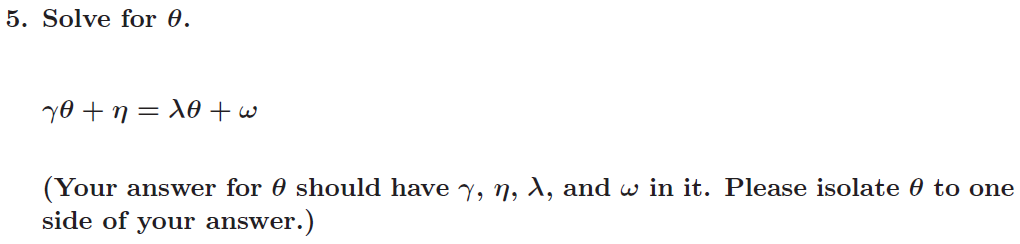 5. Solve for θ.
γθ + η = λθ + ω
(Your answer for θ should have γ, η, λ, and ω in it. Please isolate θ to one
side of your answer.)